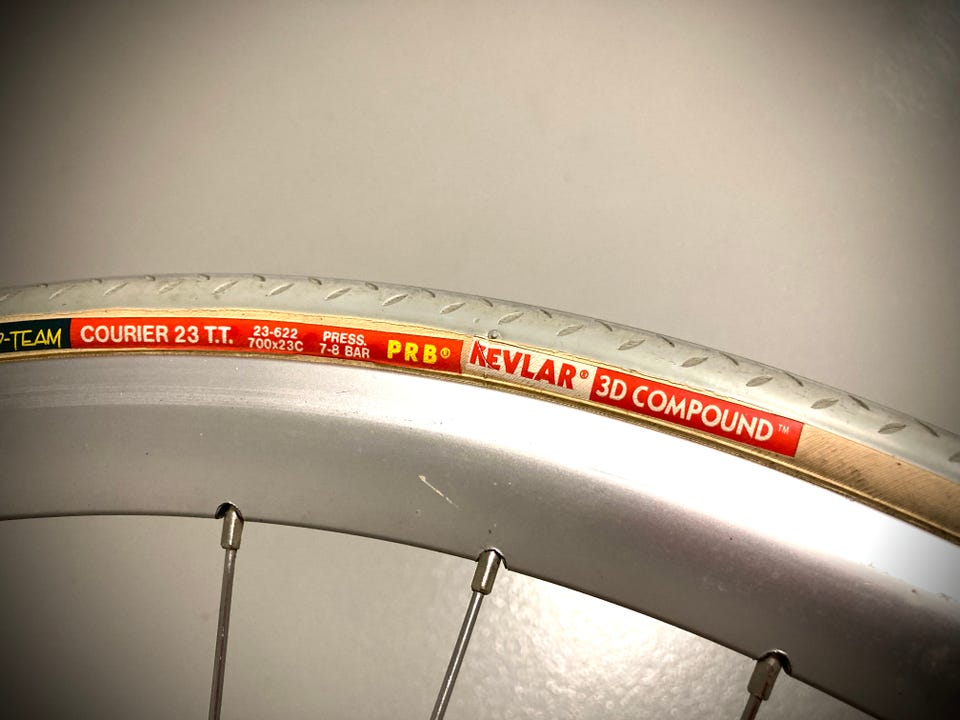 -TEAM COURIER 23 T.T. 23-622 PRESS. PRB® KEVLAR® 3D COMPOUND™
700x23C 7-8 BAR